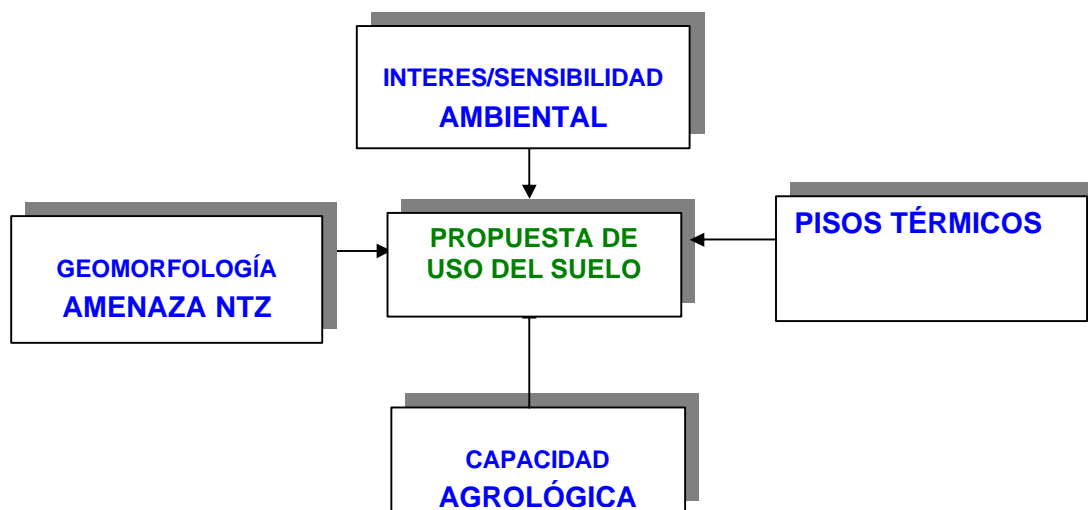 INTERES/SENSIBILIDAD
AMBIENTAL
GEOMORFOLOGÍA
AMENAZA NTZ
PROPUESTA DE
USO DEL SUELO
PISOS TÉRMICOS
CAPACIDAD
AGROLÓGICA